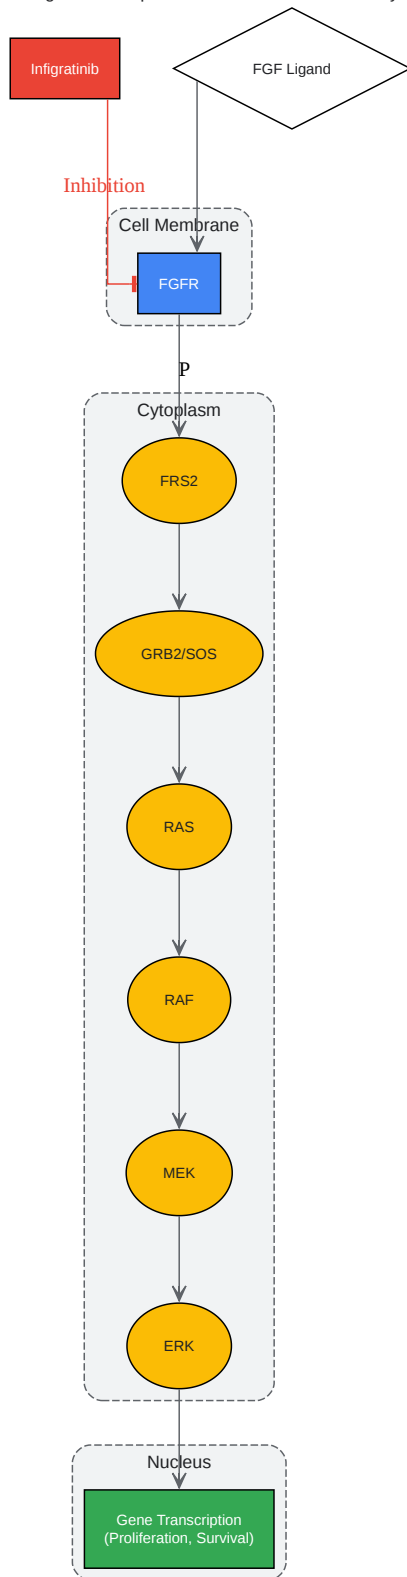 Infigratinib
FGF Ligand
Inhibition
Cell Membrane
FGFR
P
Cytoplasm
FRS2
GRB2/SOS
RAS
RAF
MEK
ERK
Nucleus
Gene Transcription
(Proliferation, Survival)